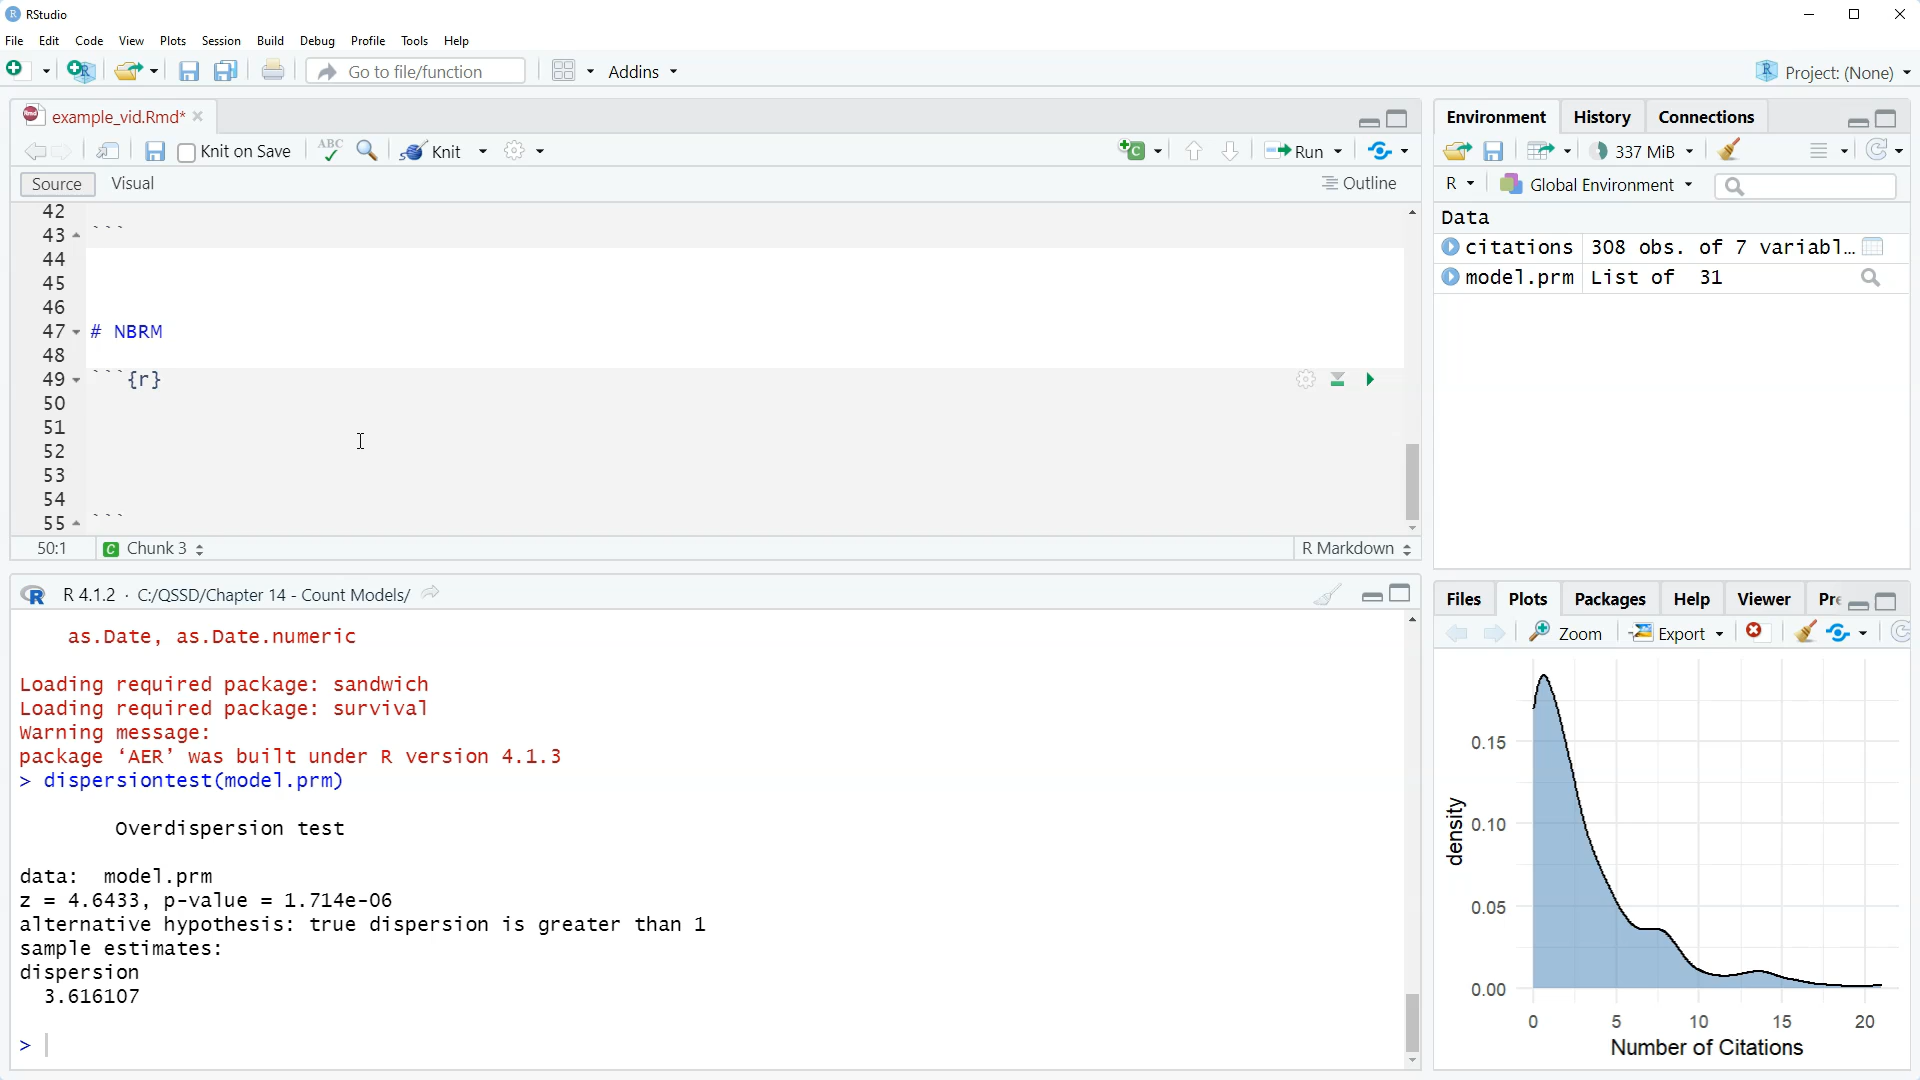 RStudio
File Edit Code View Plots Session Build Debug Profile Tools Help
Go to file/function Addins Project: (None)
example_vid.Rmd*
Knit on Save ABC Knit Run
Source Visual Outline
42
43 ```
44
45
46
47 # NBRM
48
49 ```{r}
50
51
52
53
54
55 ```
50:1 Chunk 3 R Markdown
R 4.1.2 · C:/QSSD/Chapter 14 - Count Models/
as.Date, as.Date.numeric
Loading required package: sandwich
Loading required package: survival
Warning message:
package ‘AER’ was built under R version 4.1.3
> dispersiontest(model.prm)
Overdispersion test
data: model.prm
z = 4.6433, p-value = 1.714e-06
alternative hypothesis: true dispersion is greater than 1
sample estimates:
dispersion
3.616107
>
Environment History Connections
337 MiB
R Global Environment
Data
citations 308 obs. of 7 variabl…
model.prm List of 31
Files Plots Packages Help Viewer Pre
Zoom Export
0.15
0.10
0.05
0.00
density
0 5 10 15 20
Number of Citations